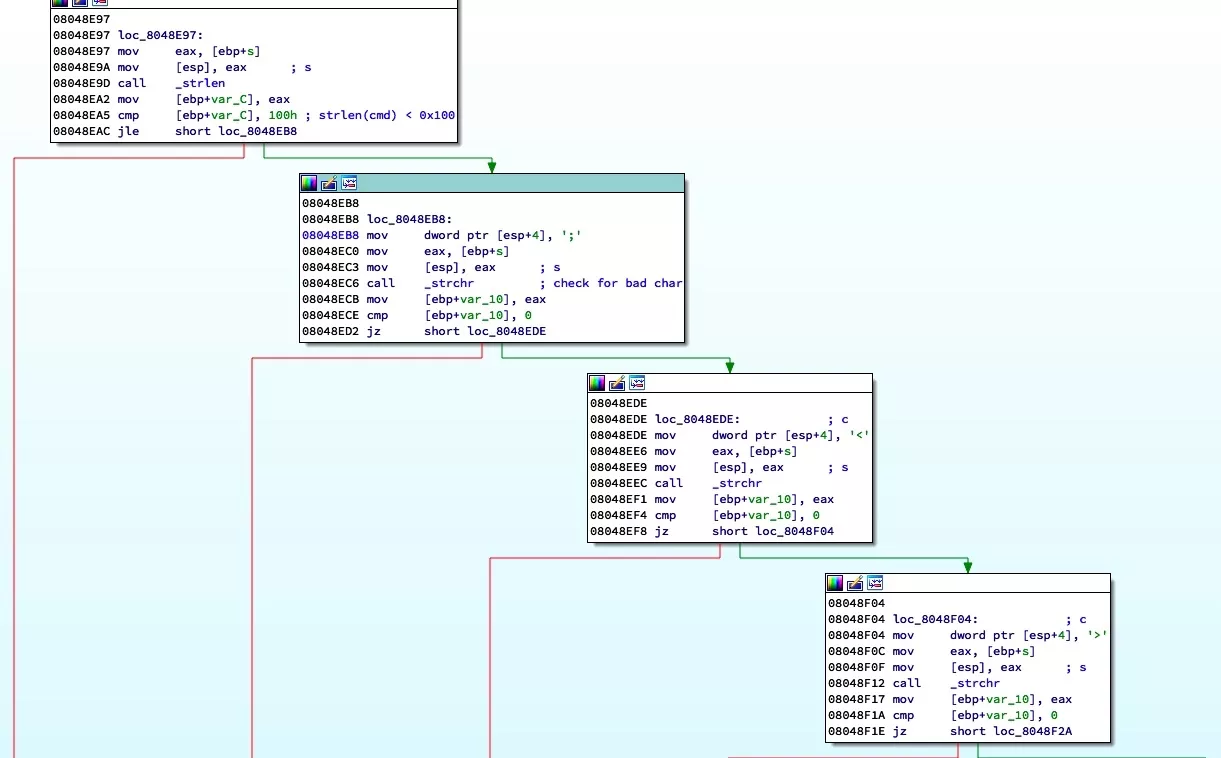 08048E97
08048E97 loc_8048E97:
08048E97 mov eax, [ebp+s]
08048E9A mov [esp], eax ; s
08048E9D call _strlen
08048EA2 mov [ebp+var_C], eax
08048EA5 cmp [ebp+var_C], 100h ; strlen(cmd) < 0x100
08048EAC jle short loc_8048EB8
08048EB8
08048EB8 loc_8048EB8:
08048EB8 mov dword ptr [esp+4], ';'
08048EC0 mov eax, [ebp+s]
08048EC3 mov [esp], eax ; s
08048EC6 call _strchr ; check for bad char
08048ECB mov [ebp+var_10], eax
08048ECE cmp [ebp+var_10], 0
08048ED2 jz short loc_8048EDE
08048EDE
08048EDE loc_8048EDE: ; c
08048EDE mov dword ptr [esp+4], '<'
08048EE6 mov eax, [ebp+s]
08048EE9 mov [esp], eax ; s
08048EEC call _strchr
08048EF1 mov [ebp+var_10], eax
08048EF4 cmp [ebp+var_10], 0
08048EF8 jz short loc_8048F04
08048F04
08048F04 loc_8048F04: ; c
08048F04 mov dword ptr [esp+4], '>'
08048F0C mov eax, [ebp+s]
08048F0F mov [esp], eax ; s
08048F12 call _strchr
08048F17 mov [ebp+var_10], eax
08048F1A cmp [ebp+var_10], 0
08048F1E jz short loc_8048F2A